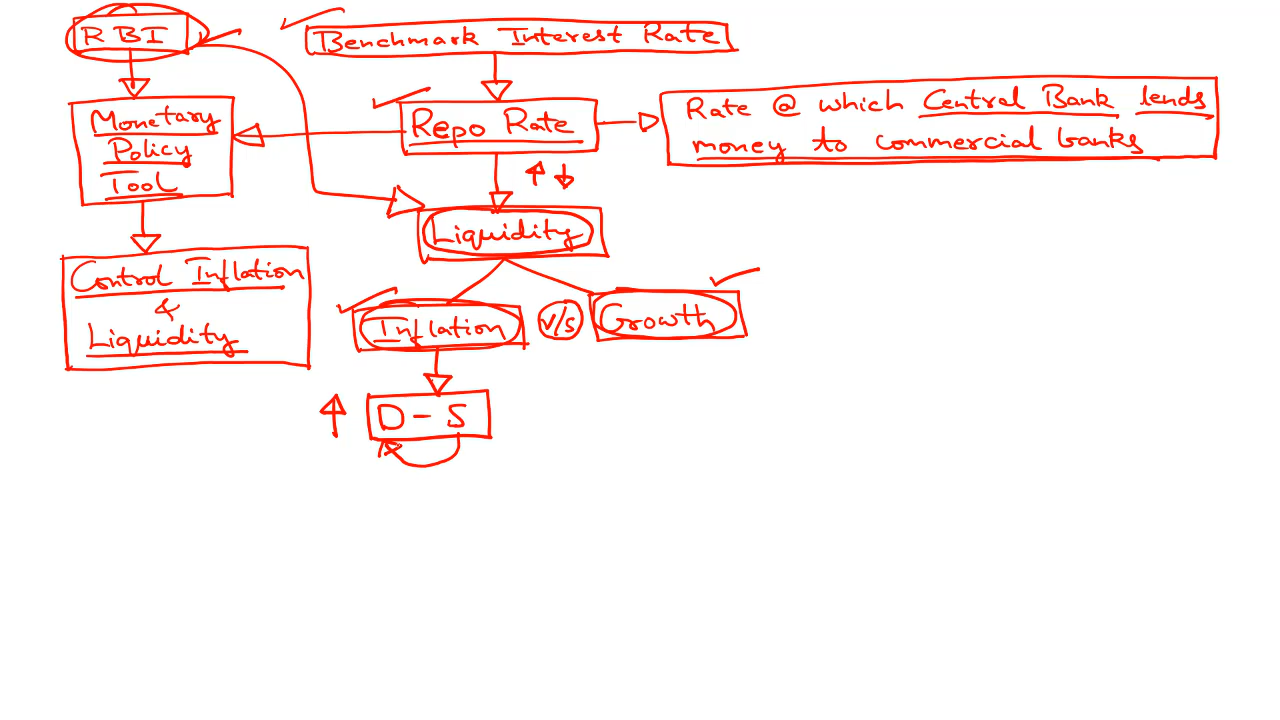 RBI
Benchmark Interest Rate
Monetary
Policy
Tool
Repo Rate
Rate @ which Central Bank lends
money to commercial banks
Liquidity
Control Inflation
&
Liquidity
Inflation
v/s
Growth
D - S